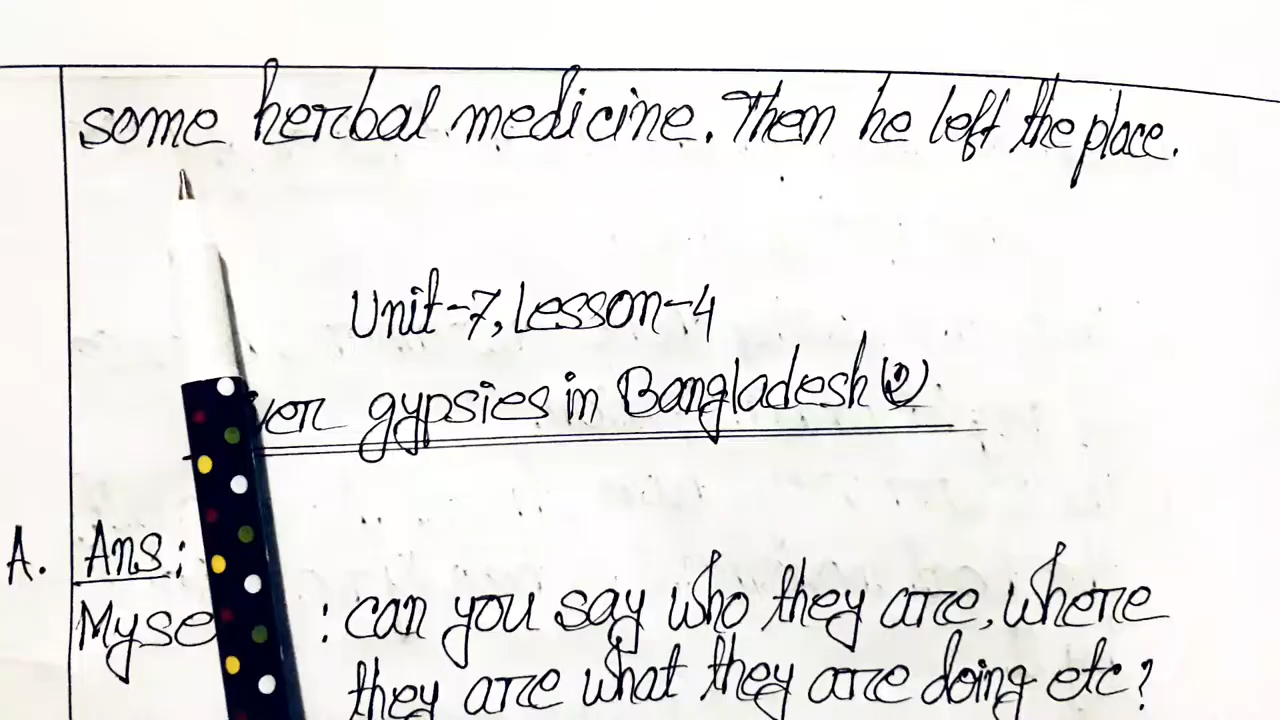 some herbal medicine. Then he left the place.
Unit-7, Lesson-4
gypsies in Bangladesh (2)
A. Ans:
: can you say who they are, where
they are what they are doing etc?